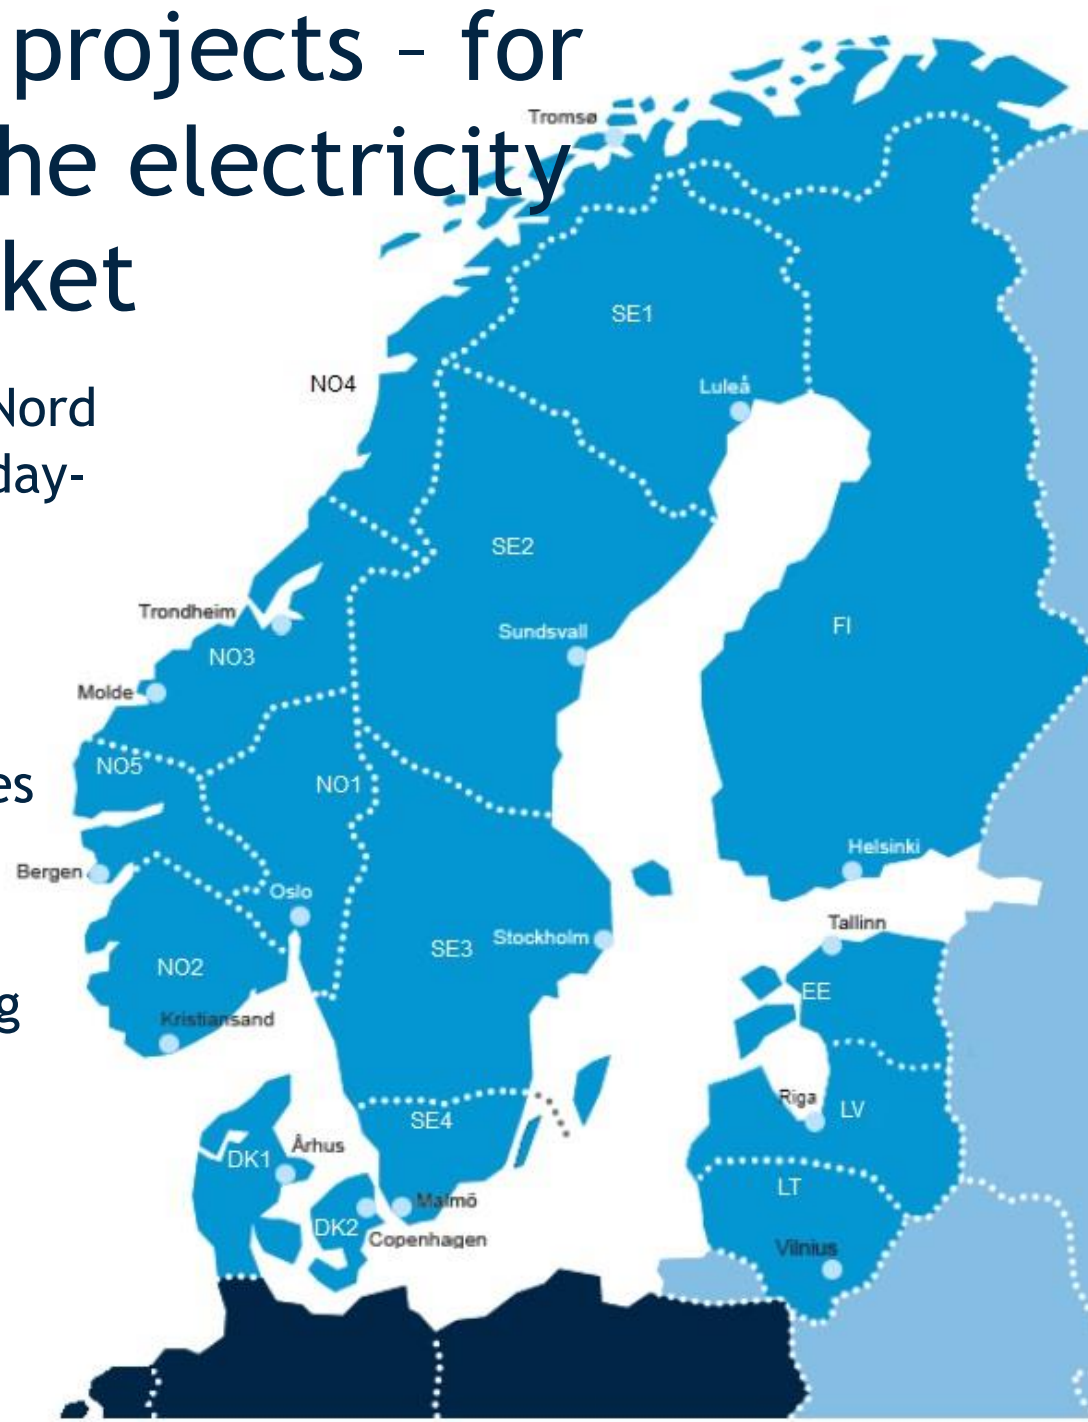 projects – for
he electricity
ket
Nord
day-
es
g
Tromsø
SE1
NO4
Luleå
SE2
Trondheim
Sundsvall
FI
NO3
Molde
NO5
NO1
Bergen
Helsinki
Oslo
Tallinn
Stockholm
SE3
NO2
EE
Kristiansand
Riga
LV
SE4
Århus
DK1
LT
Malmö
DK2
Copenhagen
Vilnius